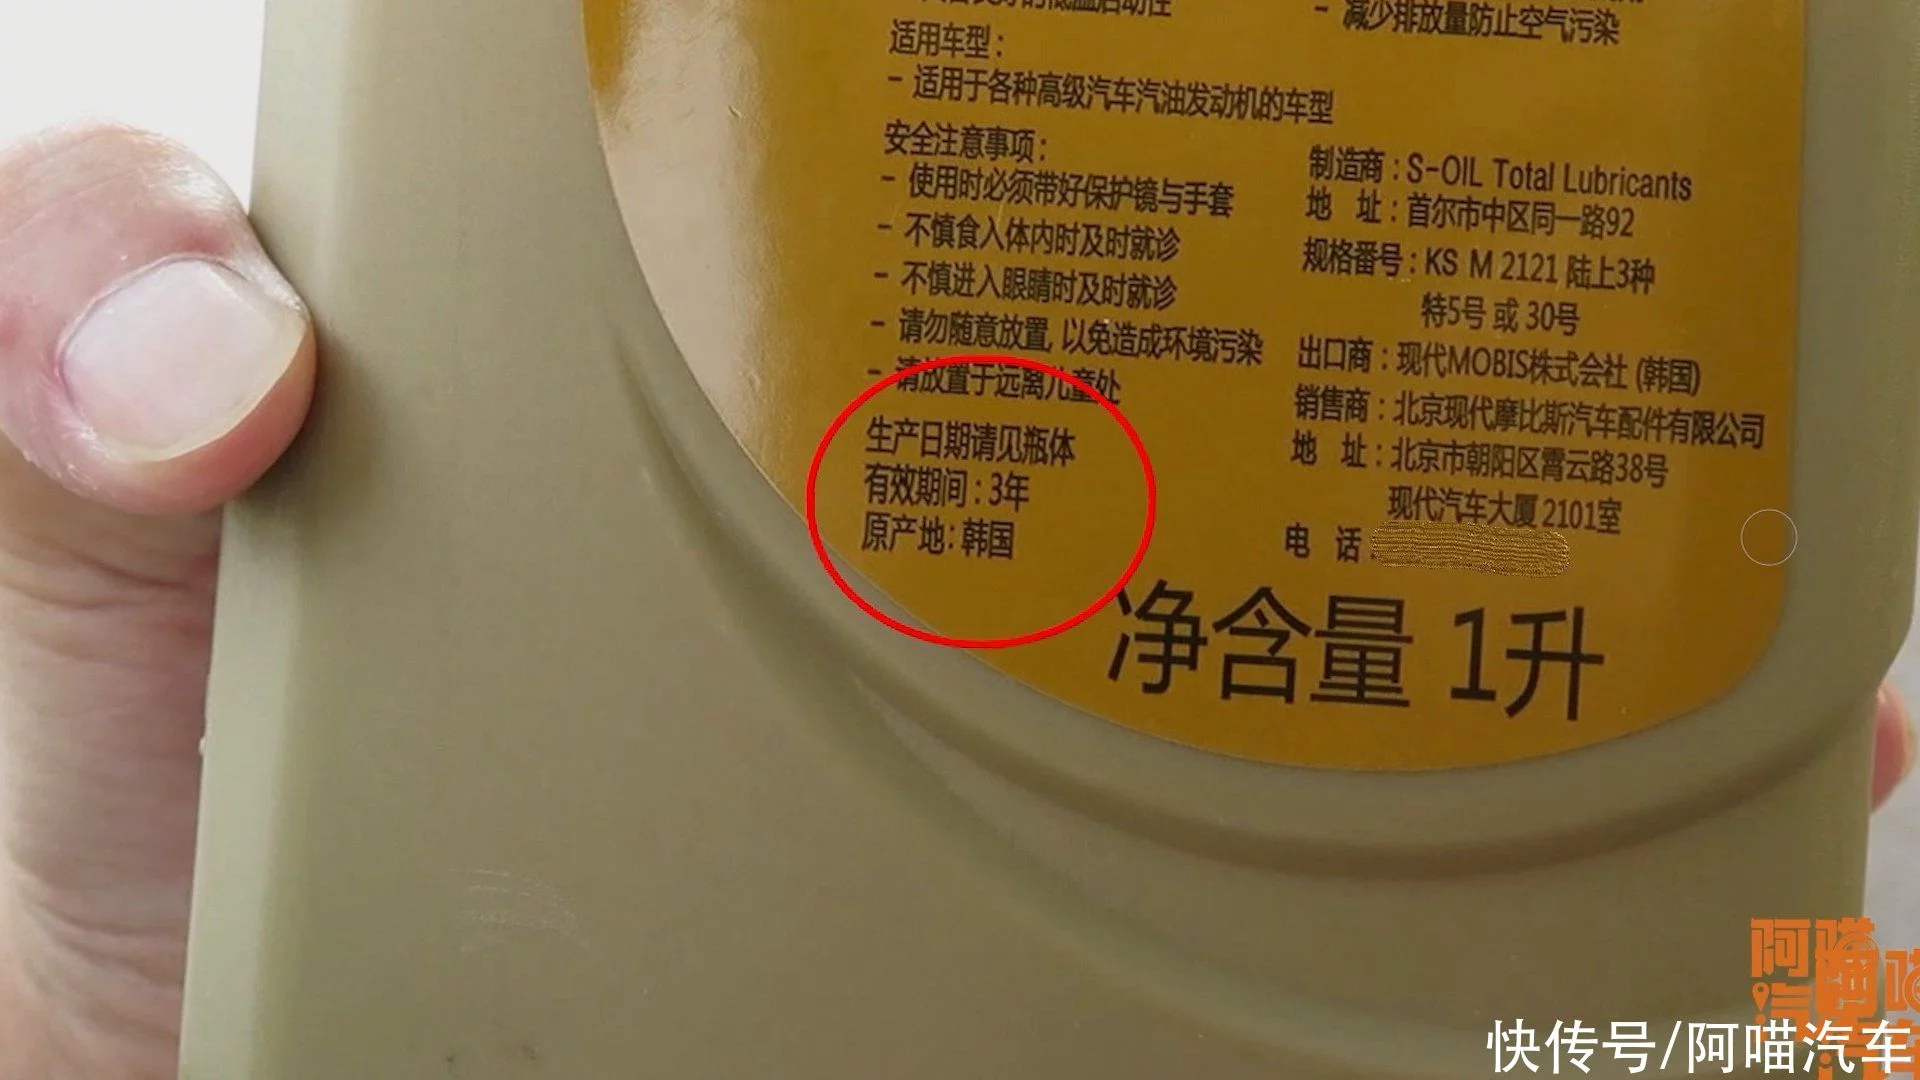 减少排放量防止空气污染
适用车型：
- 适用于各种高级汽车汽油发动机的车型
安全注意事项：
- 使用时必须带好保护镜与手套
- 不慎食入体内时及时就诊
- 不慎进入眼睛时及时就诊
- 请勿随意放置, 以免造成环境污染
- 请放置于远离儿童处
生产日期请见瓶体
有效期间：3年
原产地：韩国
制造商：S-OIL Total Lubricants
地 址：首尔市中区同一路92
规格番号：KS M 2121 陆上3种
特5号 或 30号
出口商：现代MOBIS株式会社 (韩国)
销售商：北京现代摩比斯汽车配件有限公司
地 址：北京市朝阳区霄云路38号
现代汽车大厦 2101室
电 话：
净含量 1升
快传号/阿喵汽车